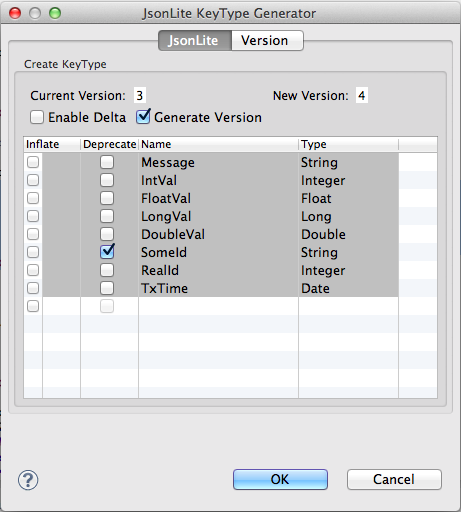 JsonLite KeyType Generator
JsonLite Version
Create KeyType
Current Version: 3 New Version: 4
Enable Delta Generate Version
Inflate Deprecate Name Type
Message String
IntVal Integer
FloatVal Float
LongVal Long
DoubleVal Double
SomeId String
RealId Integer
TxTime Date
? OK Cancel